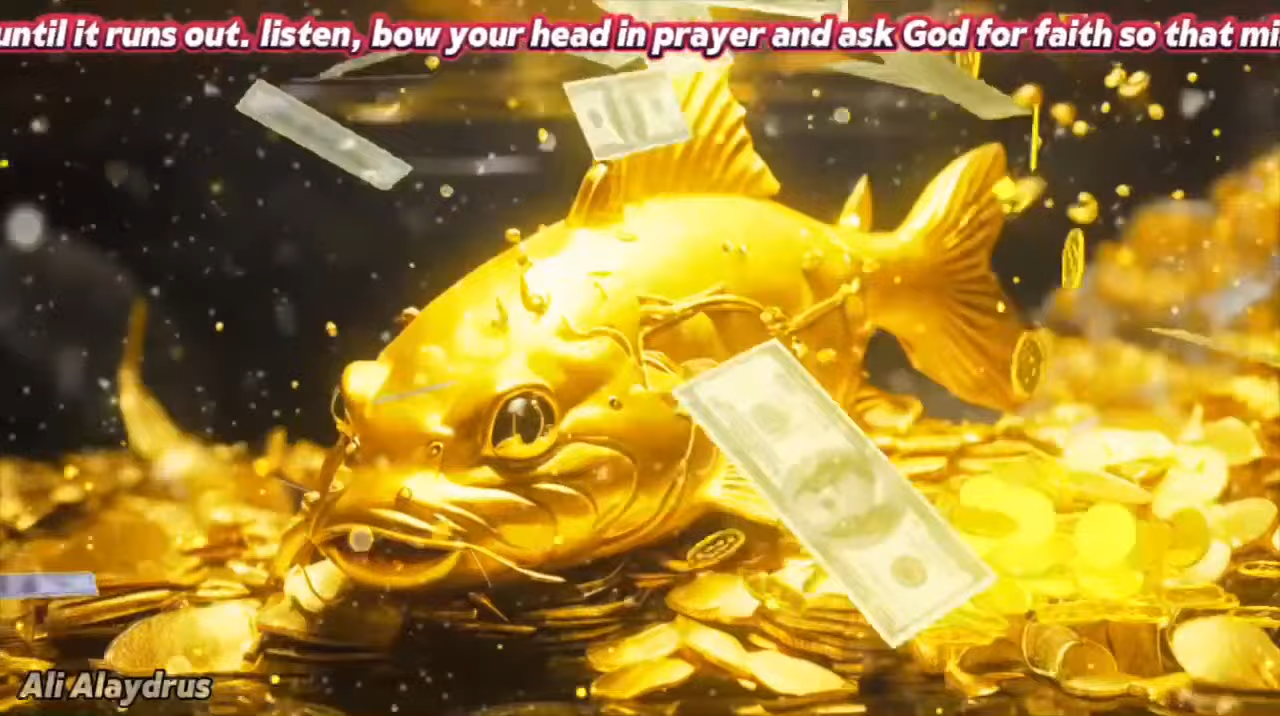 until it runs out. listen, bow your head in prayer and ask God for faith so that mi
Ali Alaydrus